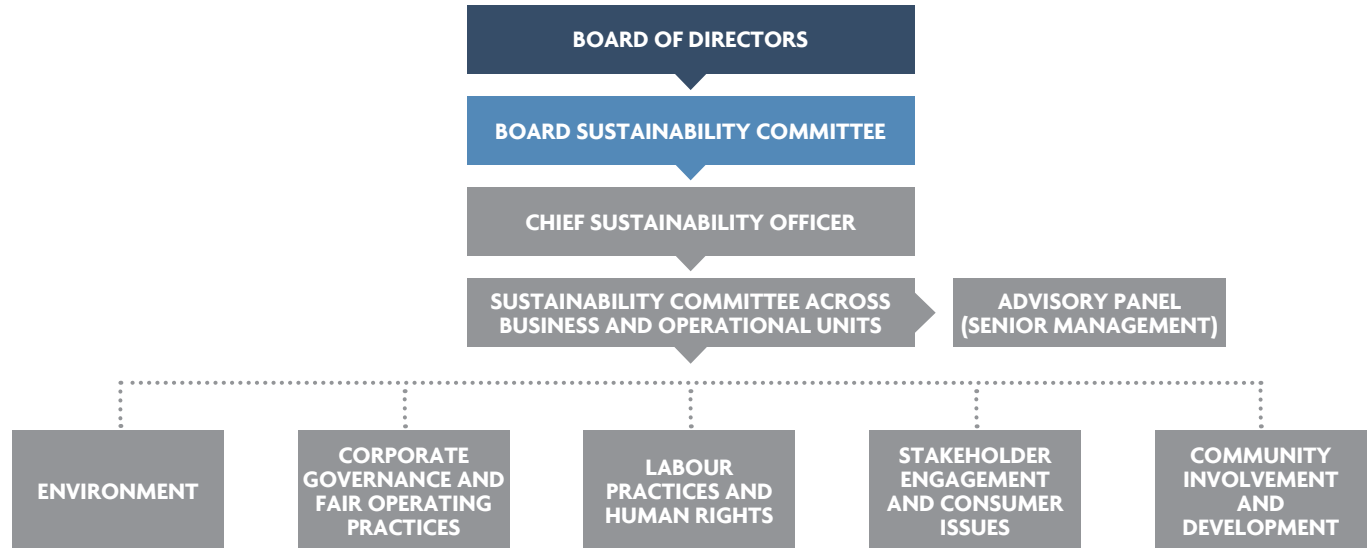 BOARD OF DIRECTORS
BOARD SUSTAINABILITY COMMITTEE
CHIEF SUSTAINABILITY OFFICER
SUSTAINABILITY COMMITTEE ACROSS
BUSINESS AND OPERATIONAL UNITS
ADVISORY PANEL
(SENIOR MANAGEMENT)
ENVIRONMENT
CORPORATE
GOVERNANCE AND
FAIR OPERATING
PRACTICES
LABOUR
PRACTICES AND
HUMAN RIGHTS
STAKEHOLDER
ENGAGEMENT
AND CONSUMER
ISSUES
COMMUNITY
INVOLVEMENT
AND
DEVELOPMENT